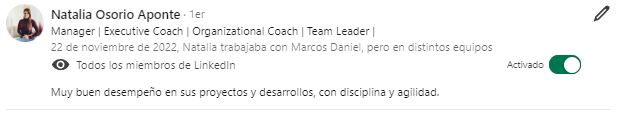 Natalia Osorio Aponte · 1er
Manager | Executive Coach | Organizational Coach | Team Leader |
22 de noviembre de 2022, Natalia trabajaba con Marcos Daniel, pero en distintos equipos
Todos los miembros de LinkedIn Activado
Muy buen desempeño en sus proyectos y desarrollos, con disciplina y agilidad.